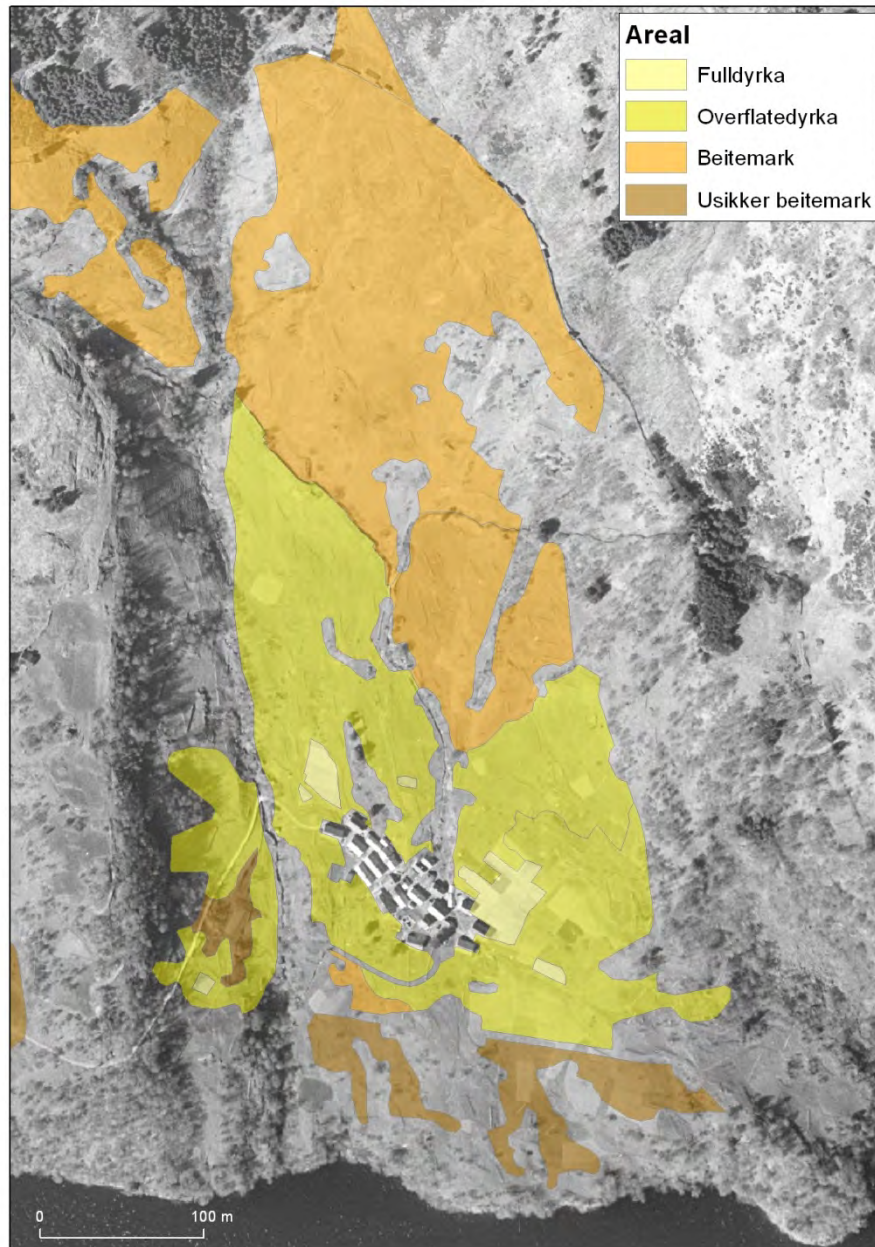 Areal
Fulldyrka
Overflatedyrka
Beitemark
Usikker beitemark
0 100 m